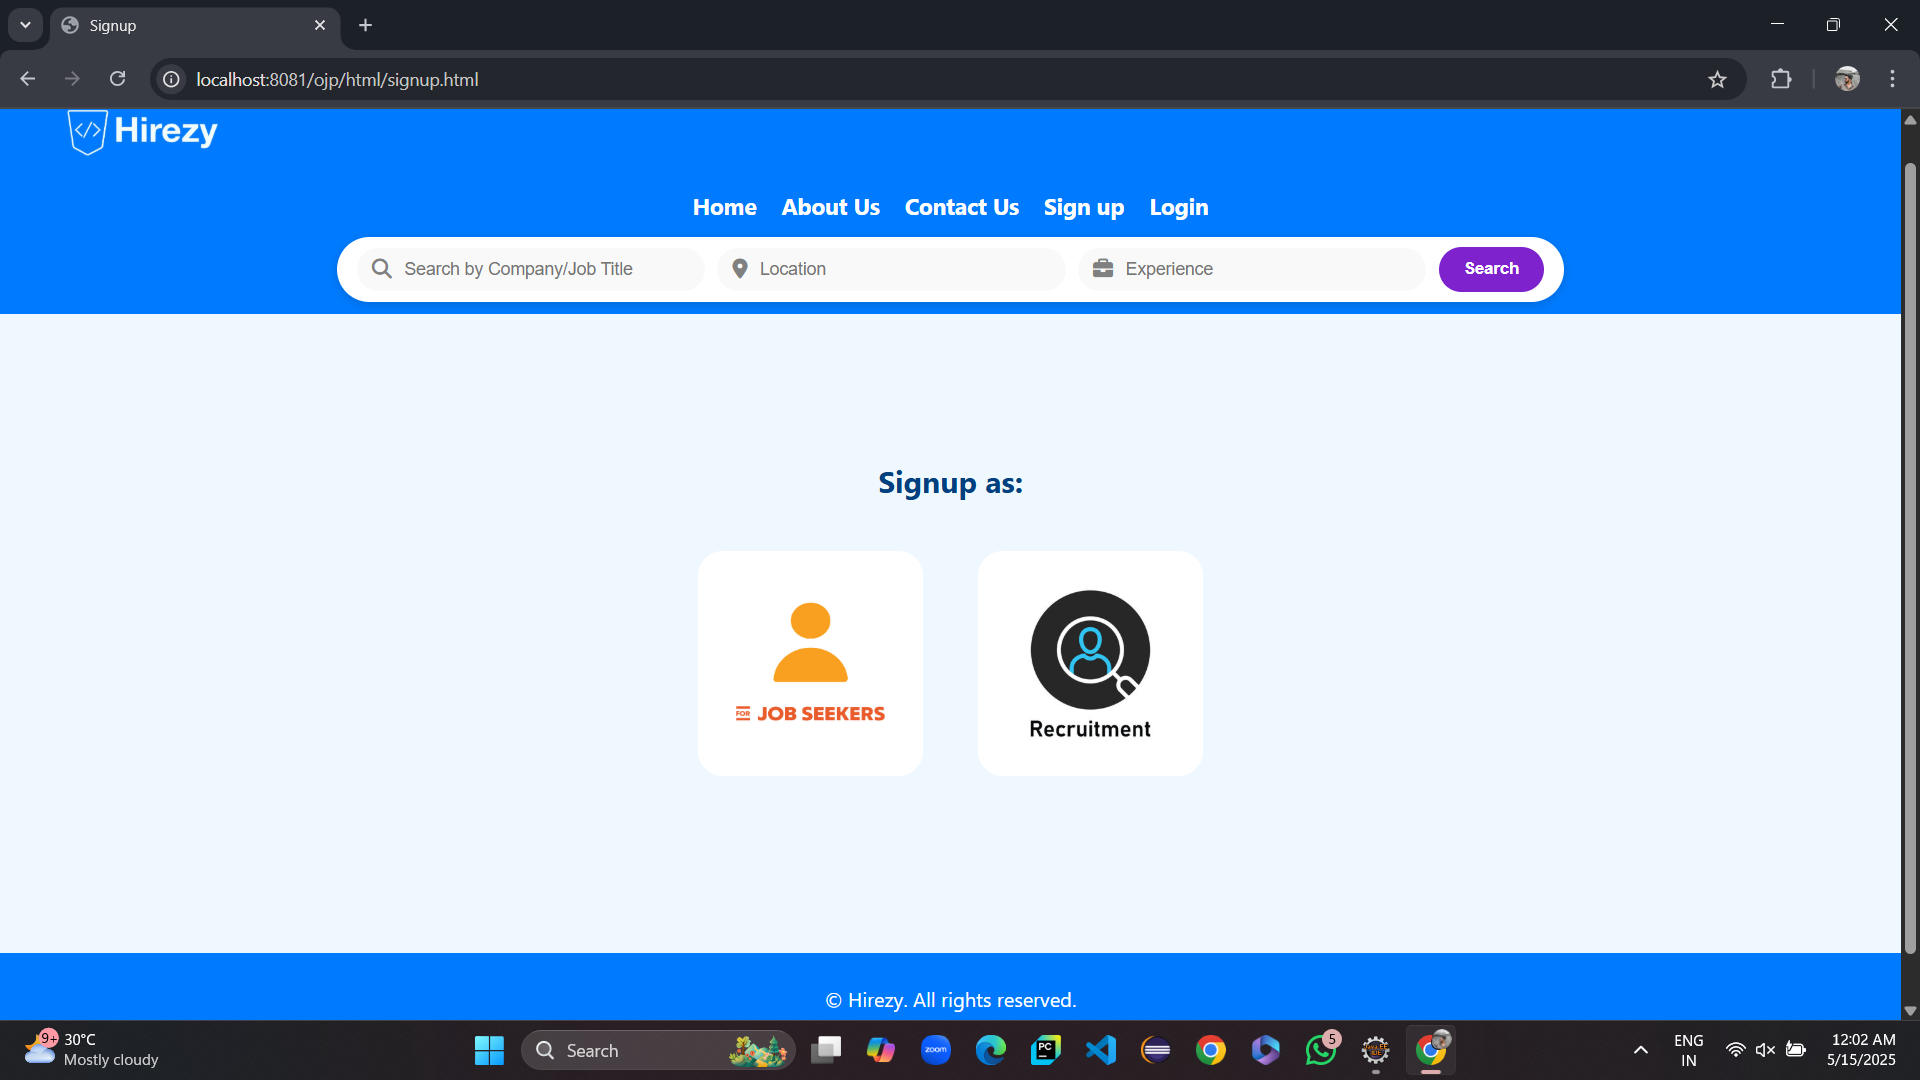 Signup
localhost:8081/ojp/html/signup.html
</> Hirezy
Home About Us Contact Us Sign up Login
Search by Company/Job Title Location Experience Search
Signup as:
FOR JOB SEEKERS
Recruitment
© Hirezy. All rights reserved.
9+ 30°C
Mostly cloudy
Search
zoom
PC
5
ENG
IN
12:02 AM
5/15/2025